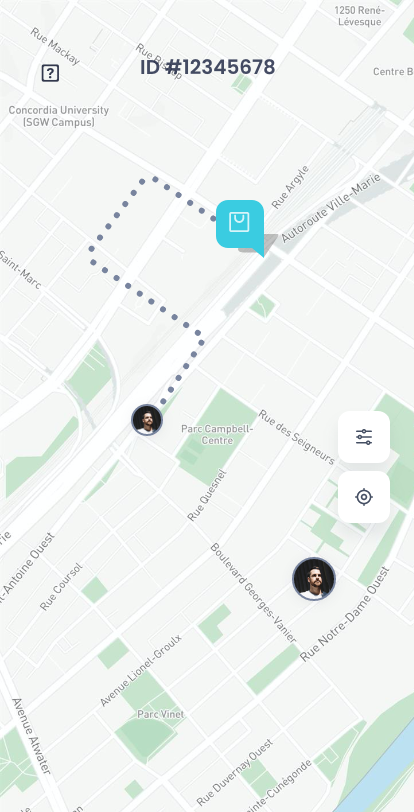 1250 René-
Lévesque
Rue Mackay
Rue Bishop
ID #12345678
?
Centre B
Concordia University
(SGW Campus)
Rue Argyle
Autoroute Ville-Marie
Saint-Marc
Parc Campbell-
Centre
Rue des Seigneurs
Rue Quesnel
rie
t-Antoine Ouest
Boulevard Georges-Vanier
Rue Coursol
Rue Notre-Dame Ouest
Avenue Lionel-Groulx
Avenue Atwater
Parc Vinet
Rue Duvernay Ouest
Sainte-Cunégonde